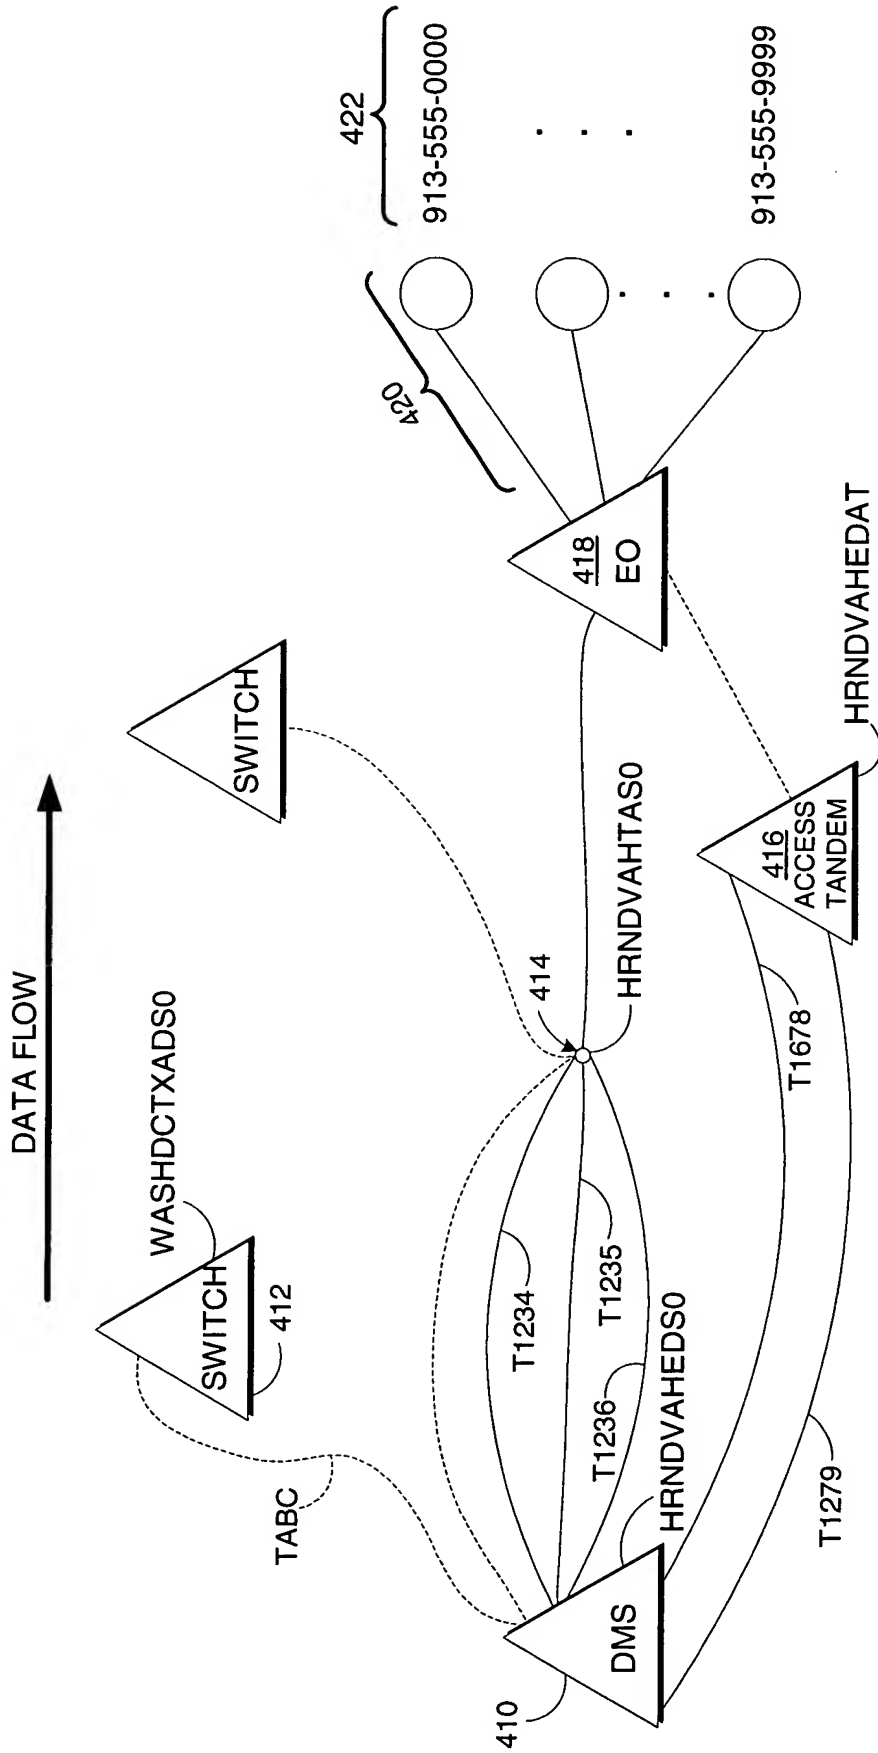 DATA FLOW
WASHDCTXADS0
SWITCH
412
TABC
SWITCH
422
913-555-0000
. . .
913-555-9999
420
418
EO
414
HRNDVAHTAS0
T1234
T1235
T1236
HRNDVAHEDS0
410
DMS
416
ACCESS
TANDEM
HRNDVAHEDAT
T1678
T1279